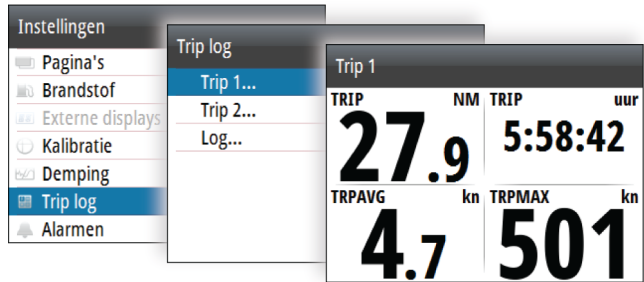 Instellingen
Pagina's
Brandstof
Externe displays
Kalibratie
Demping
Trip log
Alarmen
Trip log
Trip 1...
Trip 2...
Log...
Trip 1
TRIP NM TRIP uur
27.9 5:58:42
TRPAVG kn TRPMAX kn
4.7 501